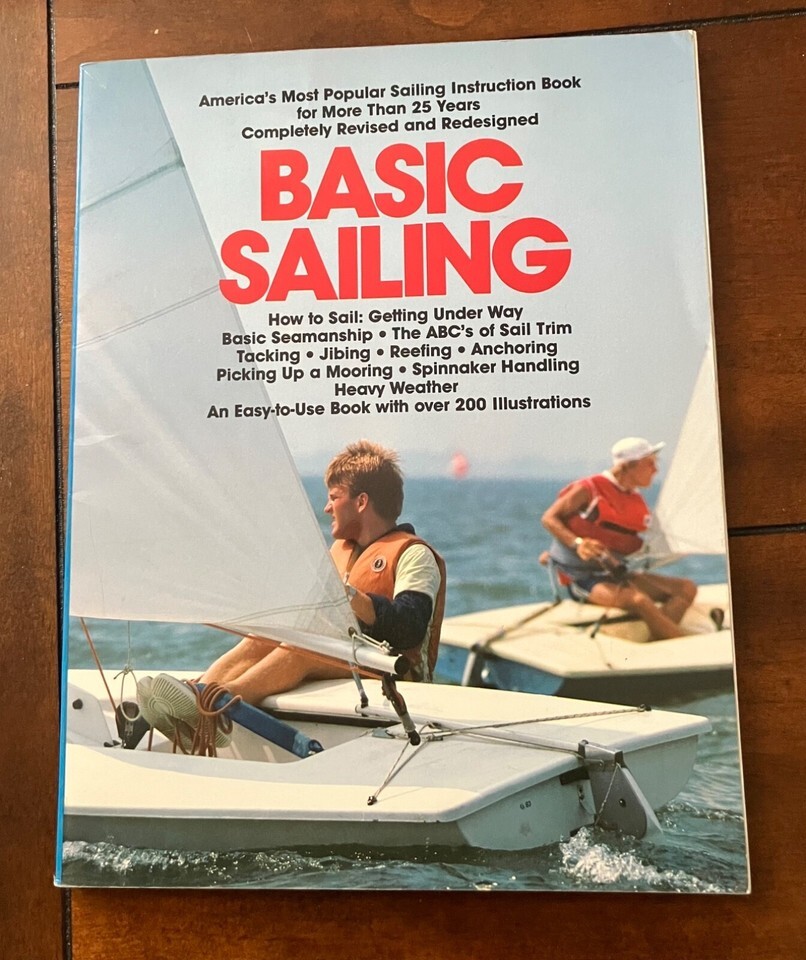 America's Most Popular Sailing Instruction Book
for More Than 25 Years
Completely Revised and Redesigned
BASIC
SAILING
How to Sail: Getting Under Way
Basic Seamanship • The ABC's of Sail Trim
Tacking • Jibing • Reefing • Anchoring
Picking Up a Mooring • Spinnaker Handling
Heavy Weather
An Easy-to-Use Book with over 200 Illustrations